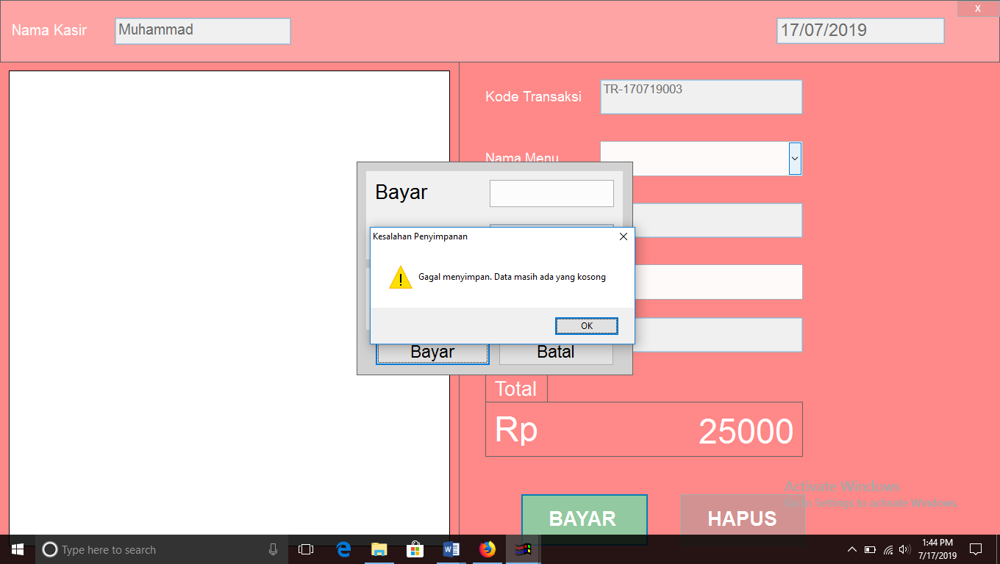 X
Nama Kasir
Muhammad
17/07/2019
Kode Transaksi
TR-170719003
Nama Menu
Bayar
Kesalahan Penyimpanan
Gagal menyimpan. Data masih ada yang kosong
OK
Bayar
Batal
Total
Rp
25000
Activate Windows
Go to Settings to activate Windows.
BAYAR
HAPUS
Type here to search
1:44 PM
7/17/2019